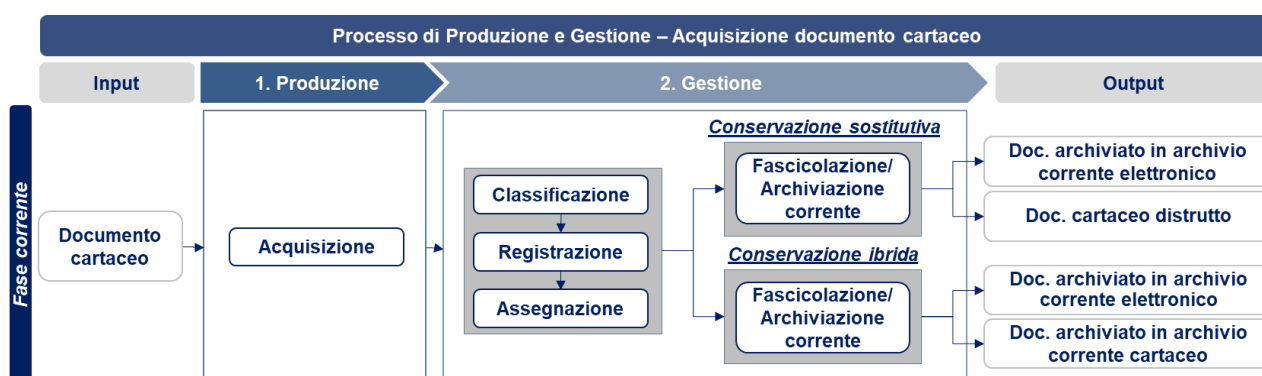 Processo di Produzione e Gestione – Acquisizione documento cartaceo
Input
1. Produzione
2. Gestione
Output
Fase corrente
Documento
cartaceo
Acquisizione
Classificazione
Registrazione
Assegnazione
Conservazione sostitutiva
Fascicolazione/
Archiviazione
corrente
Conservazione ibrida
Fascicolazione/
Archiviazione
corrente
Doc. archiviato in archivio
corrente elettronico
Doc. cartaceo distrutto
Doc. archiviato in archivio
corrente elettronico
Doc. archiviato in archivio
corrente cartaceo